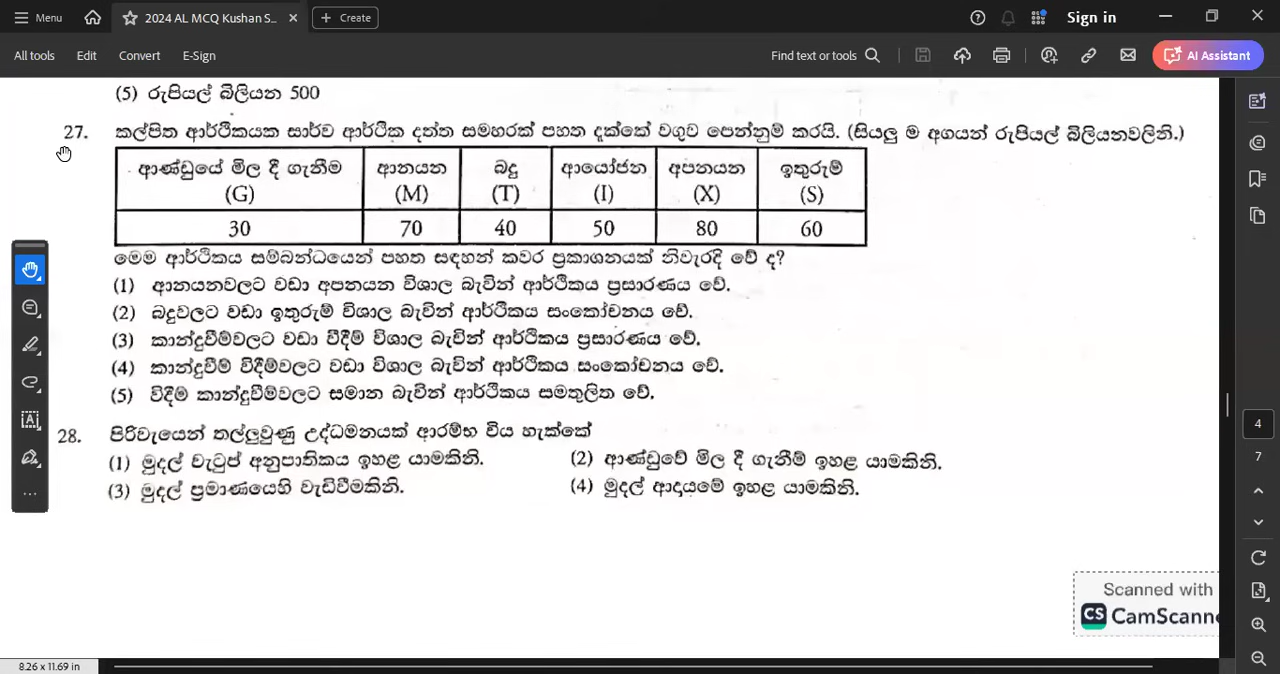 Menu
2024 AL MCQ Kushan S...
Create
Sign in
All tools
Edit
Convert
E-Sign
Find text or tools
AI Assistant
(5) රුපියල් බිලියන 500
27. කල්පිත ආර්ථිකයක සාර්ව ආර්ථික දත්ත සමහරක් පහත දැක්කේ වගුව පෙන්නුම් කරයි. (සියලු ම අගයන් රුපියල් බිලියනවලිනි.)
ආණ්ඩුයේ මිල දී ගැනීම (G) ආනයන (M) බදු (T) ආයෝජන (I) අපනයන (X) ඉතුරුම් (S)
30 70 40 50 80 60
මෙම ආර්ථිකය සම්බන්ධයෙන් පහත සඳහන් කවර ප්‍රකාශනයක් නිවැරදි වේ ද?
(1) ආනයනවලට වඩා අපනයන විශාල බැවින් ආර්ථිකය ප්‍රසාරණය වේ.
(2) බදුවලට වඩා ඉතුරුම් විශාල බැවින් ආර්ථිකය සංකෝචනය වේ.
(3) කාන්දුවීම්වලට වඩා විදීම් විශාල බැවින් ආර්ථිකය ප්‍රසාරණය වේ.
(4) කාන්දුවීම් විදීම්වලට වඩා විශාල බැවින් ආර්ථිකය සංකෝචනය වේ.
(5) විදීම් කාන්දුවීම්වලට සමාන බැවින් ආර්ථිකය සමතුලිත වේ.
28. පිරිවැයෙන් තල්ලුවුණු උද්ධමනයක් ආරම්භ විය හැක්කේ
(1) මුදල් වැටුප් අනුපාතිකය ඉහළ යාමකිනි. (2) ආණ්ඩුවේ මිල දී ගැනීම් ඉහළ යාමකිනි.
(3) මුදල් ප්‍රමාණයෙහි වැඩිවීමකිනි. (4) මුදල් ආදායමේ ඉහළ යාමකිනි.
4
7
Scanned with
CS CamScanne
8.26 x 11.69 in